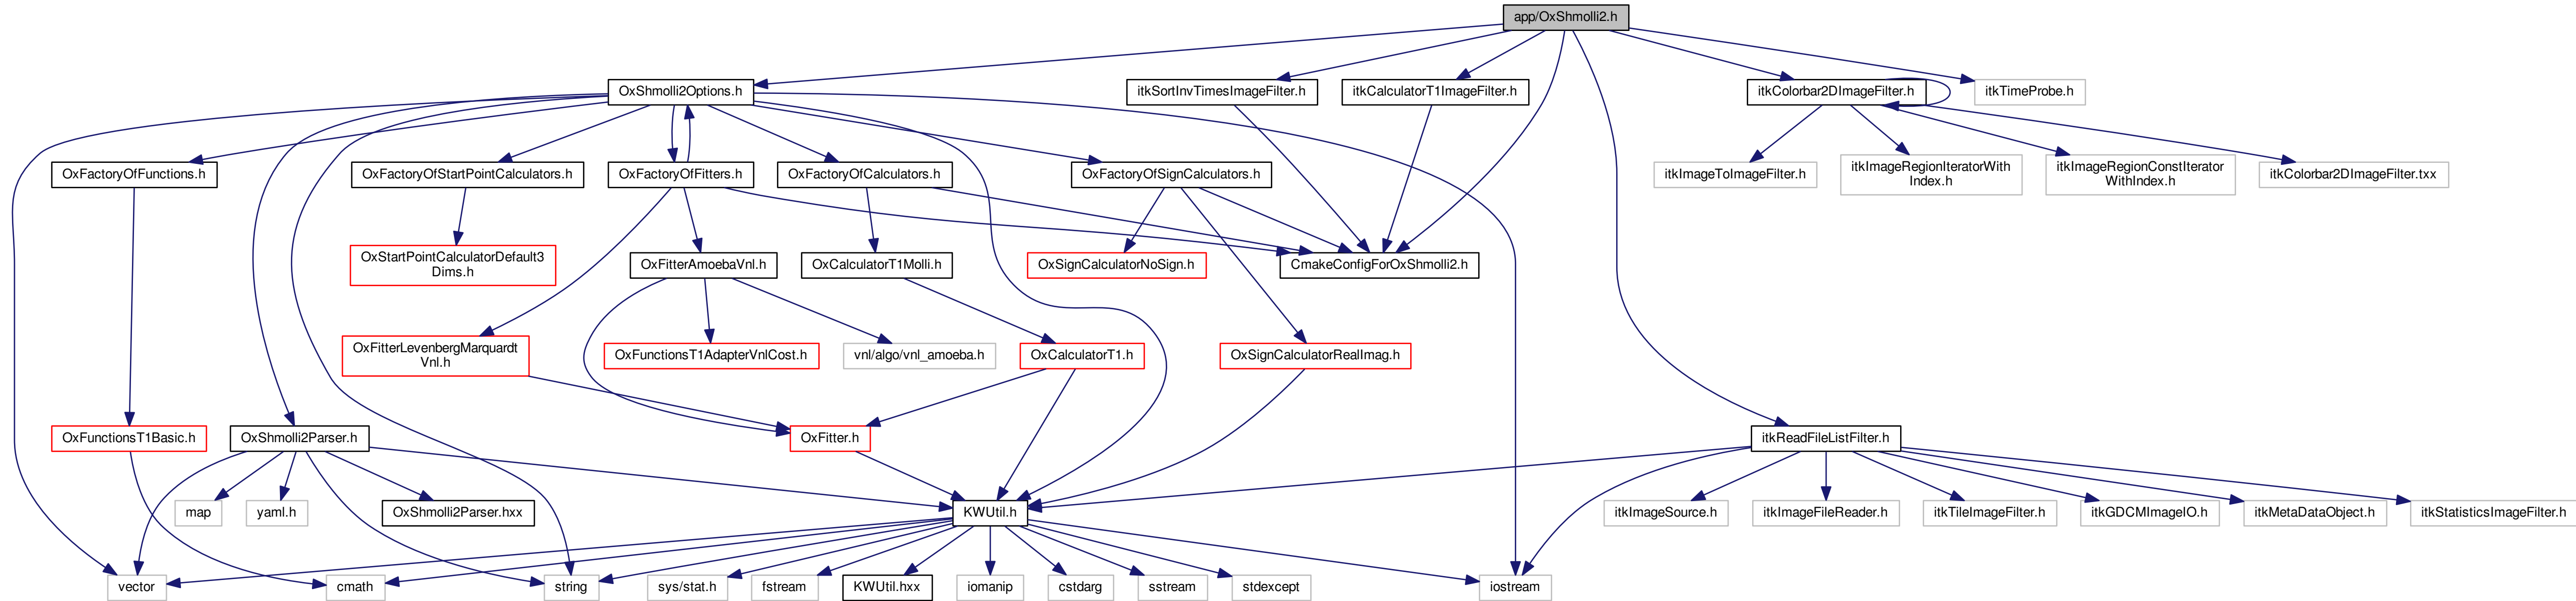 app/OxShmolli2.h
OxShmolli2Options.h
itkSortInvTimesImageFilter.h
itkCalculatorT1ImageFilter.h
itkColorbar2DImageFilter.h
itkTimeProbe.h
OxFactoryOfFunctions.h
OxFactoryOfStartPointCalculators.h
OxFactoryOfFitters.h
OxFactoryOfCalculators.h
OxFactoryOfSignCalculators.h
itkImageToImageFilter.h
itkImageRegionIteratorWith
Index.h
itkImageRegionConstIterator
WithIndex.h
itkColorbar2DImageFilter.txx
OxStartPointCalculatorDefault3
Dims.h
OxFitterAmoebaVnl.h
OxCalculatorT1Molli.h
OxSignCalculatorNoSign.h
CmakeConfigForOxShmolli2.h
OxFitterLevenbergMarquardt
Vnl.h
OxFunctionsT1AdapterVnlCost.h
vnl/algo/vnl_amoeba.h
OxCalculatorT1.h
OxSignCalculatorRealImag.h
OxFunctionsT1Basic.h
OxShmolli2Parser.h
OxFitter.h
itkReadFileListFilter.h
map
yaml.h
OxShmolli2Parser.hxx
KWUtil.h
itkImageSource.h
itkImageFileReader.h
itkTileImageFilter.h
itkGDCMImageIO.h
itkMetaDataObject.h
itkStatisticsImageFilter.h
vector
cmath
string
sys/stat.h
fstream
KWUtil.hxx
iomanip
cstdarg
sstream
stdexcept
iostream